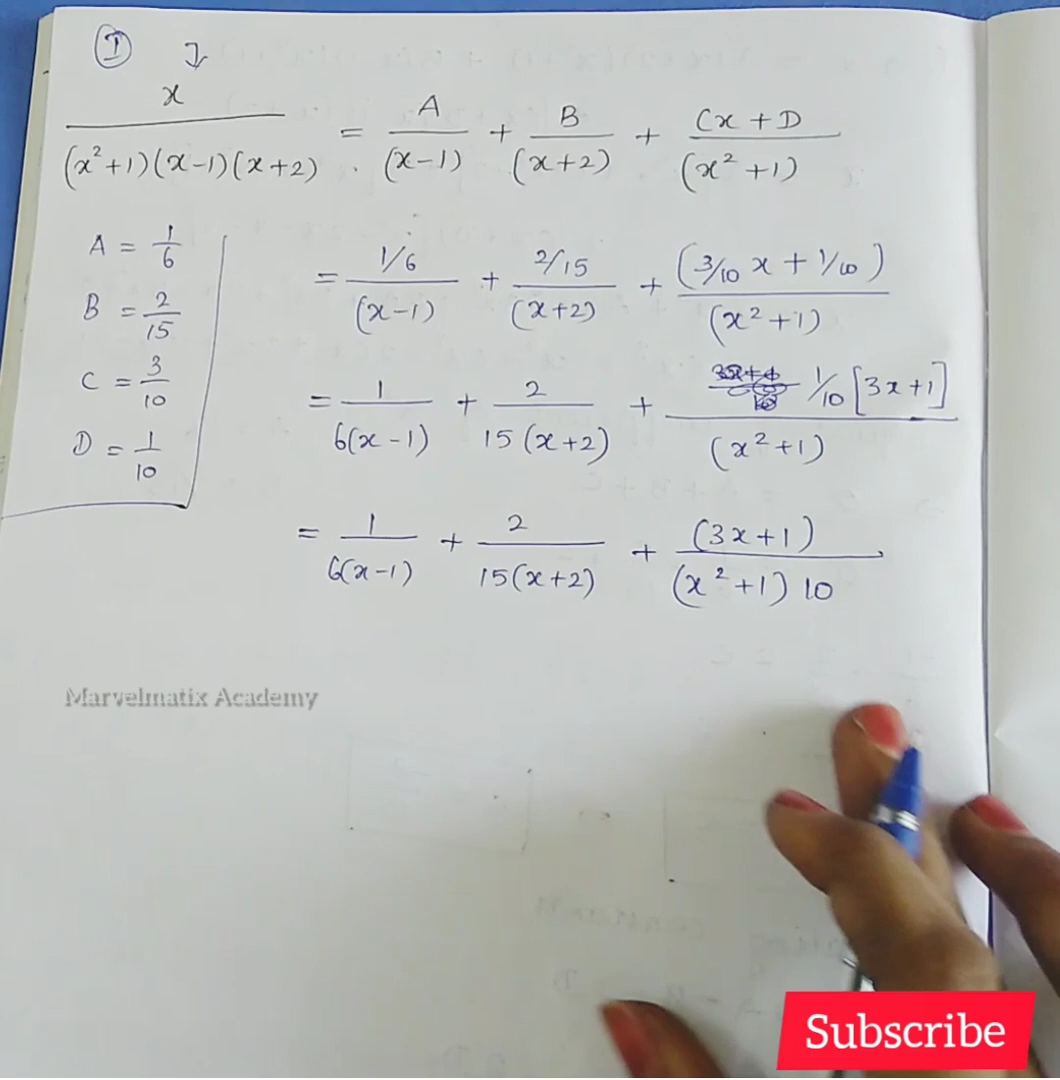 ① ↓
x / (x²+1)(x-1)(x+2) = A / (x-1) + B / (x+2) + Cx+D / (x²+1)
A = 1/6
B = 2/15
C = 3/10
D = 1/10
= 1/6 / (x-1) + 2/15 / (x+2) + (3/10 x + 1/10) / (x²+1)
= 1 / 6(x-1) + 2 / 15(x+2) + 1/10 [3x+1] / (x²+1)
= 1 / 6(x-1) + 2 / 15(x+2) + (3x+1) / (x²+1) 10
Marvelmatix Academy
Subscribe